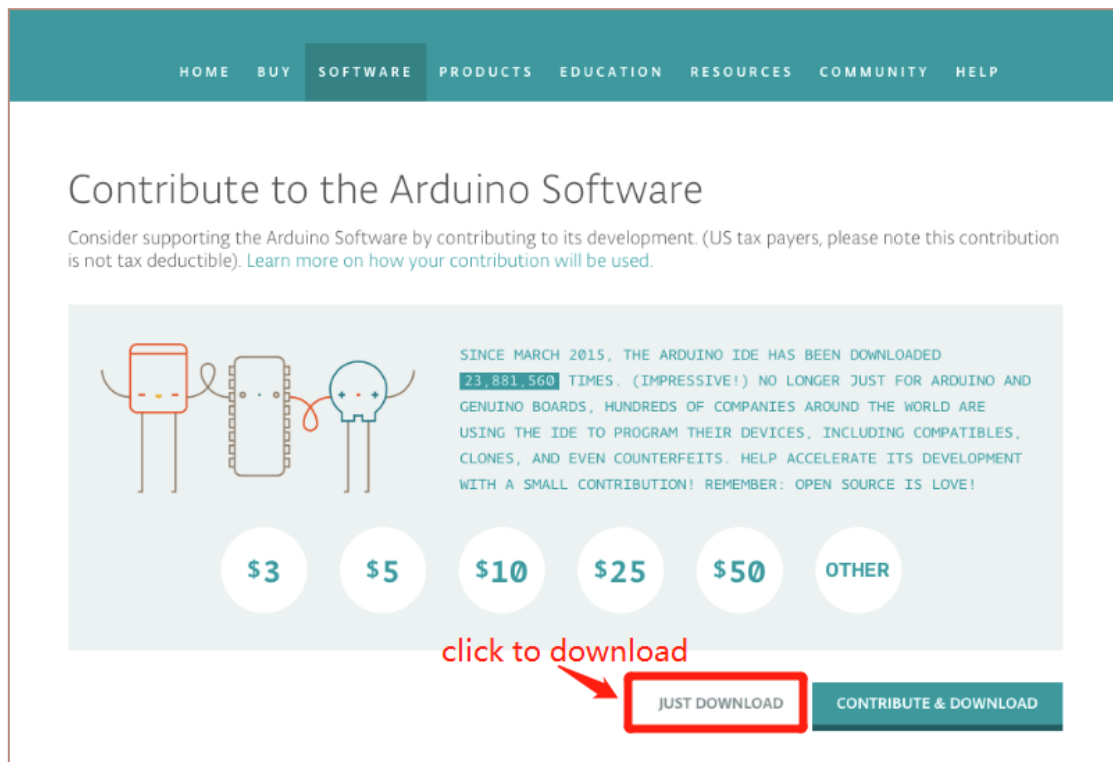 HOME BUY SOFTWARE PRODUCTS EDUCATION RESOURCES COMMUNITY HELP
Contribute to the Arduino Software
Consider supporting the Arduino Software by contributing to its development. (US tax payers, please note this contribution
is not tax deductible). Learn more on how your contribution will be used.
SINCE MARCH 2015, THE ARDUINO IDE HAS BEEN DOWNLOADED
23,881,560 TIMES. (IMPRESSIVE!) NO LONGER JUST FOR ARDUINO AND
GENUINO BOARDS, HUNDREDS OF COMPANIES AROUND THE WORLD ARE
USING THE IDE TO PROGRAM THEIR DEVICES, INCLUDING COMPATIBLES,
CLONES, AND EVEN COUNTERFEITS. HELP ACCELERATE ITS DEVELOPMENT
WITH A SMALL CONTRIBUTION! REMEMBER: OPEN SOURCE IS LOVE!
$3 $5 $10 $25 $50 OTHER
click to download
JUST DOWNLOAD CONTRIBUTE & DOWNLOAD